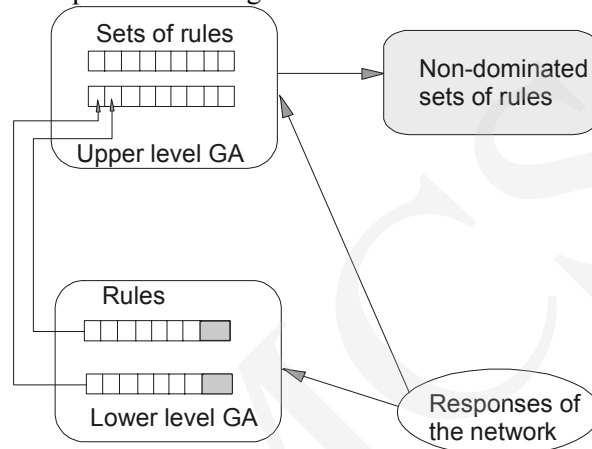 Sets of rules
Non-dominated
sets of rules
Upper level GA
Rules
Lower level GA
Responses of
the network